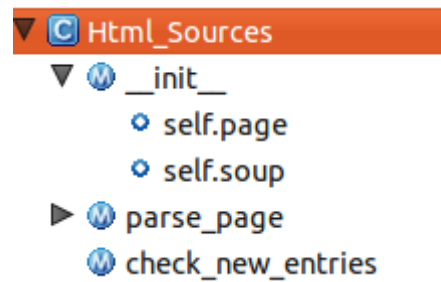 C Html_Sources
M __init__
self.page
self.soup
M parse_page
M check_new_entries